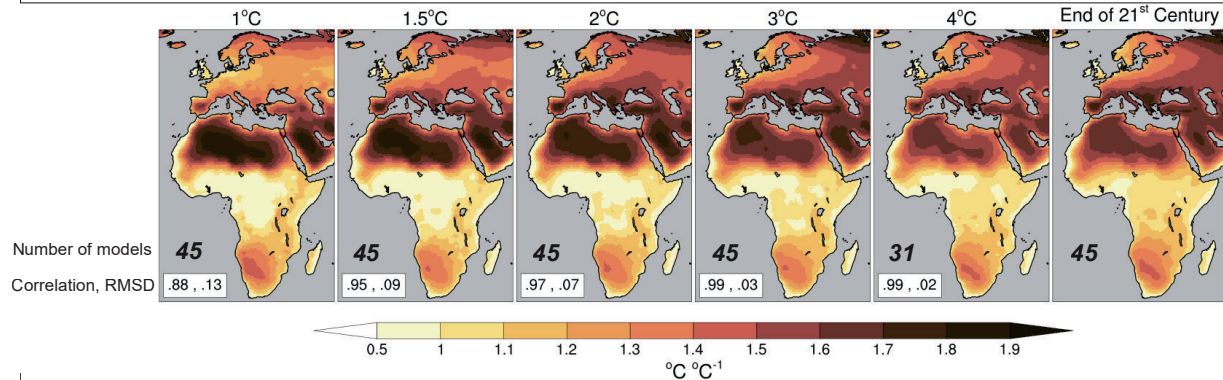 1°C 1.5°C 2°C 3°C 4°C End of 21st Century
Number of models 45 45 45 45 31 45
Correlation, RMSD .88 , .13 .95 , .09 .97 , .07 .99 , .03 .99 , .02
0.5 1 1.1 1.2 1.3 1.4 1.5 1.6 1.7 1.8 1.9
°C °C-1